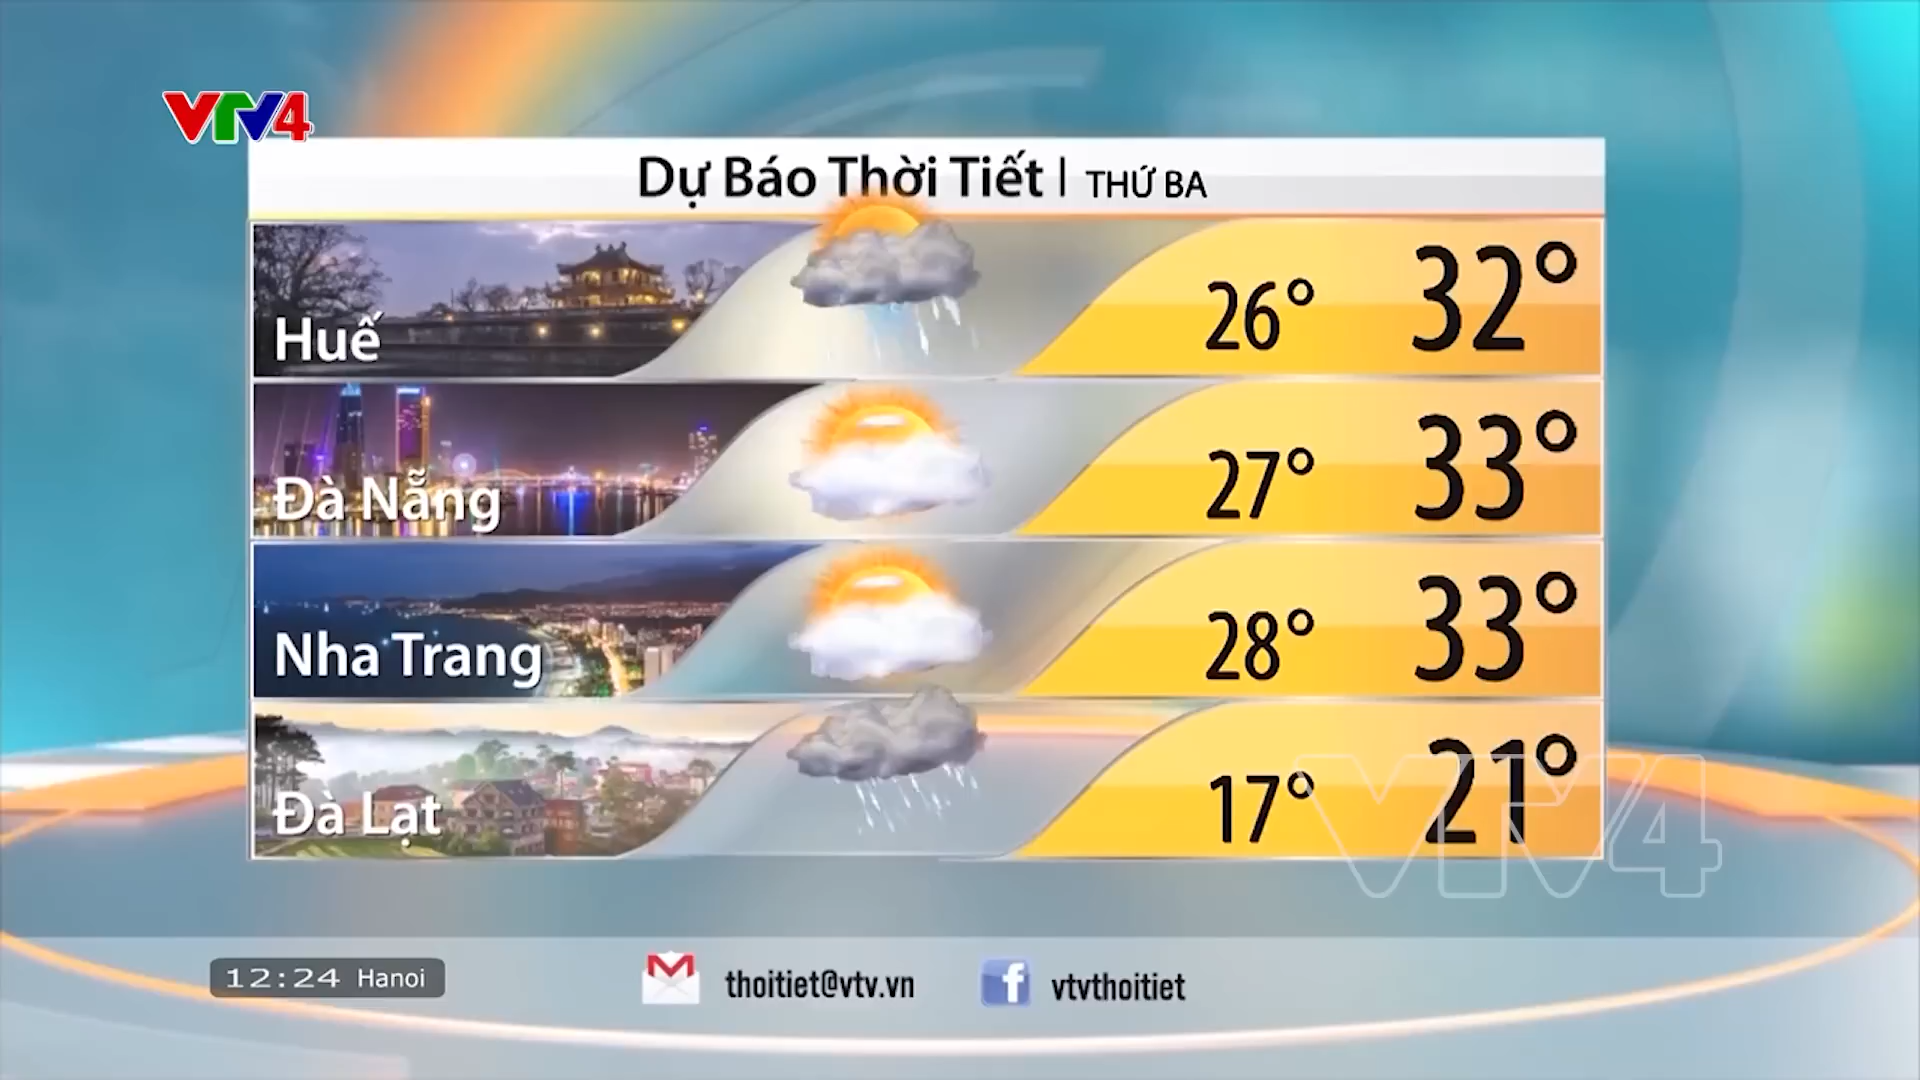 VTV4
Dự Báo Thời Tiết | THỨ BA
Huế 26° 32°
Đà Nẵng 27° 33°
Nha Trang 28° 33°
Đà Lạt 17° 21°
VTV4
12:24 Hanoi thoitiet@vtv.vn vtvthoitiet